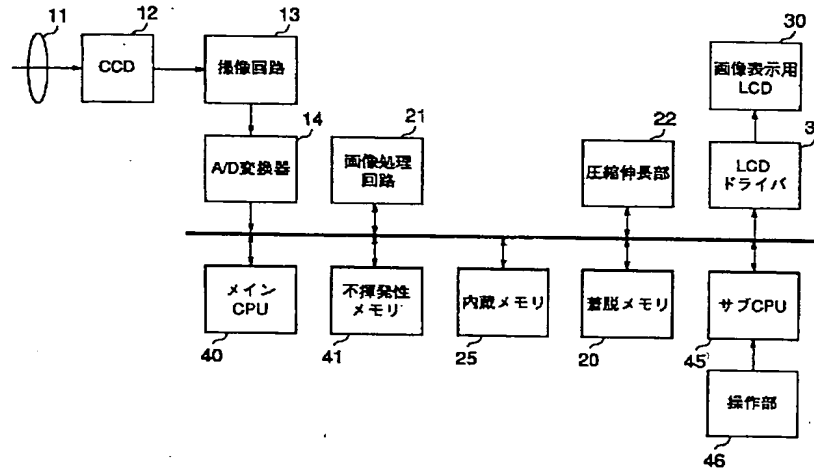 11
12
13
30
CCD
撮像回路
画像表示用
LCD
14
21
22
3
A/D変換器
画像処理
回路
圧縮伸長部
LCD
ドライバ
メイン
CPU
不揮発性
メモリ
内蔵メモリ
着脱メモリ
サブCPU
40
41
25
20
45
操作部
46